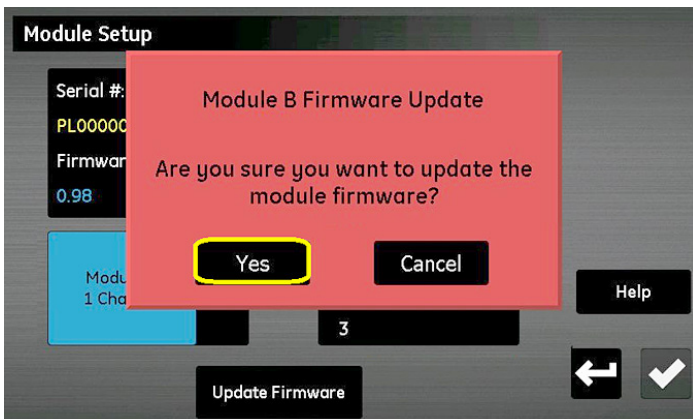 Module Setup
Serial #:
PL00000
Firmwar
0.98
Module B Firmware Update
Are you sure you want to update the
module firmware?
Yes
Cancel
Modu
1 Cha
3
Help
Update Firmware